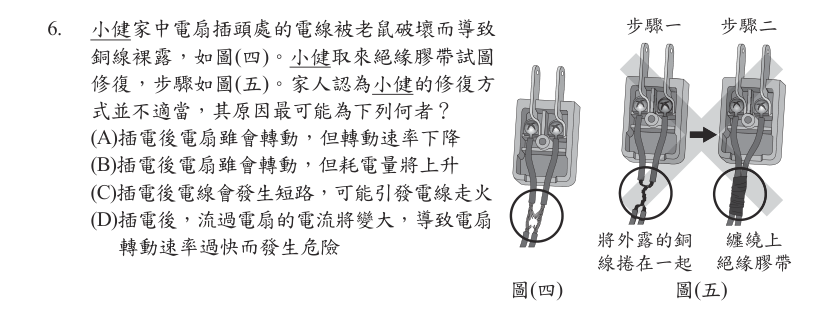 6. 小健家中電扇插頭處的電線被老鼠破壞而導致
銅線裸露，如圖(四)。小健取來絕緣膠帶試圖
修復，步驟如圖(五)。家人認為小健的修復方
式並不適當，其原因最可能為下列何者？
(A)插電後電扇雖會轉動，但轉動速率下降
(B)插電後電扇雖會轉動，但耗電量將上升
(C)插電後電線會發生短路，可能引發電線走火
(D)插電後，流過電扇的電流將變大，導致電扇
轉動速率過快而發生危險
圖(四)
步驟一 步驟二
將外露的銅
線捲在一起
纏繞上
絕緣膠帶
圖(五)